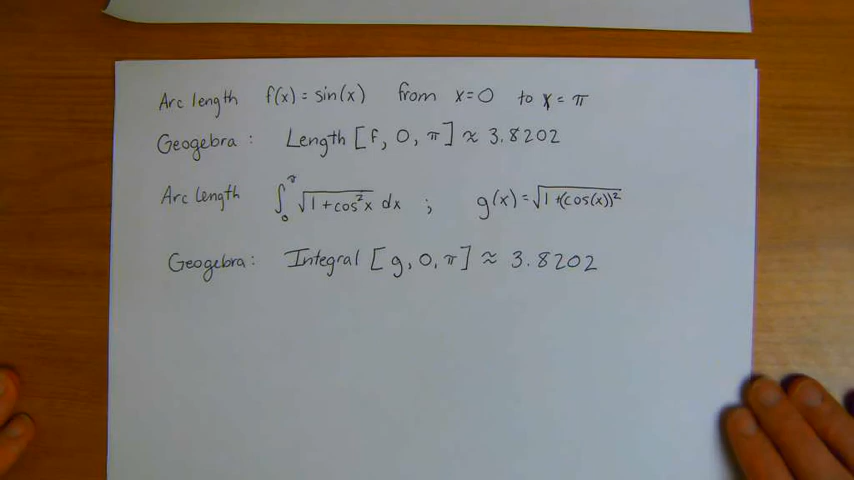 Arc length f(x) = sin(x) from x=0 to x = π
Geogebra : Length [f, 0, π] ≈ 3.8202
Arc length ∫₀^π √(1+cos²x) dx ; g(x) = √(1+(cos(x))²
Geogebra : Integral [g, 0, π] ≈ 3.8202